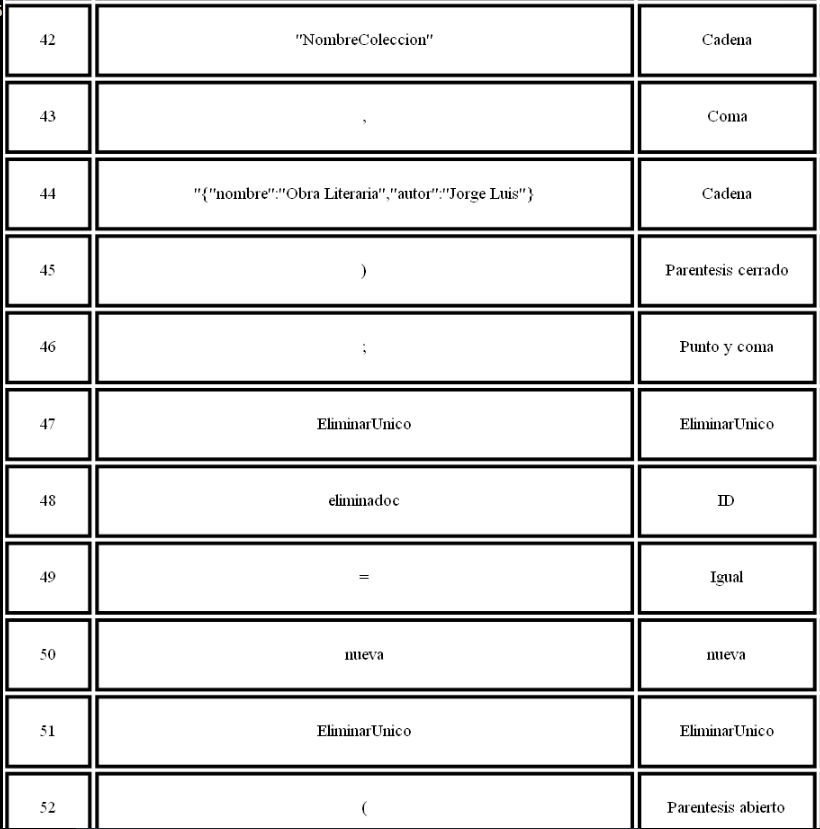 42 "NombreColeccion" Cadena
43 , Coma
44 "{"nombre":"Obra Literaria","autor":"Jorge Luis"} Cadena
45 ) Parentesis cerrado
46 ; Punto y coma
47 EliminarUnico EliminarUnico
48 eliminadoc ID
49 = Igual
50 nueva nueva
51 EliminarUnico EliminarUnico
52 ( Parentesis abierto